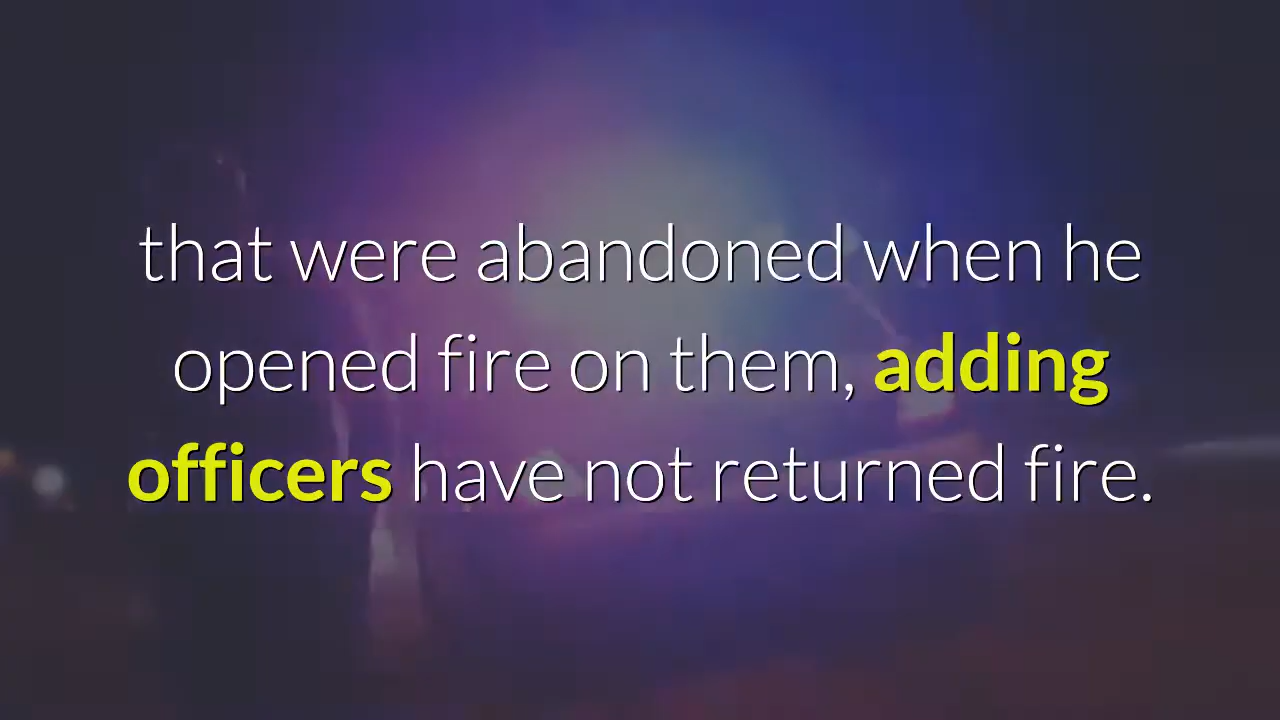 that were abandoned when he
opened fire on them, adding
officers have not returned fire.